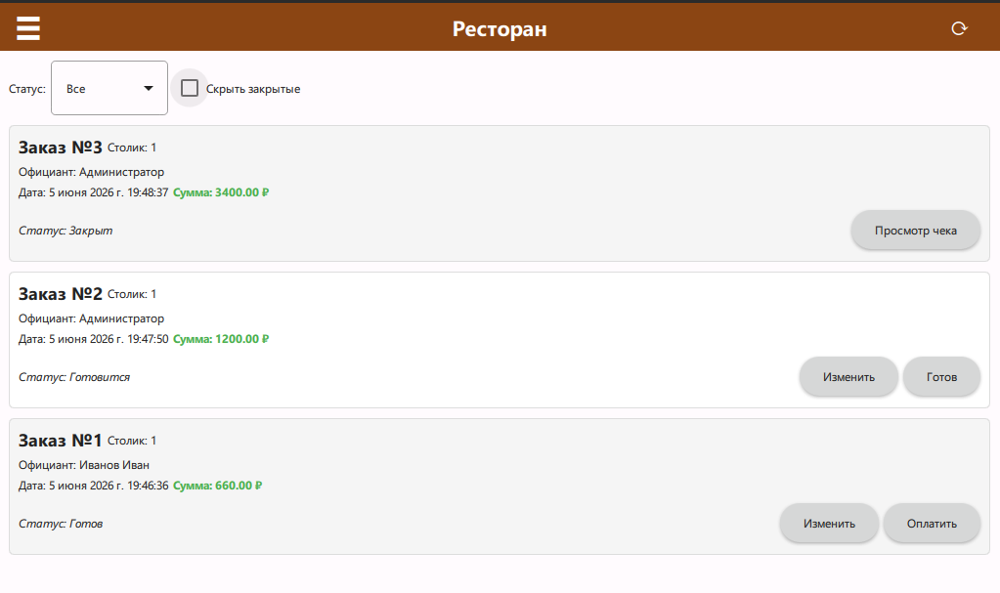 Ресторан
Статус: Все Скрыть закрытые
Заказ №3 Столик: 1
Официант: Администратор
Дата: 5 июня 2026 г. 19:48:37 Сумма: 3400.00 ₽
Статус: Закрыт Просмотр чека
Заказ №2 Столик: 1
Официант: Администратор
Дата: 5 июня 2026 г. 19:47:50 Сумма: 1200.00 ₽
Статус: Готовится Изменить Готов
Заказ №1 Столик: 1
Официант: Иванов Иван
Дата: 5 июня 2026 г. 19:46:36 Сумма: 660.00 ₽
Статус: Готов Изменить Оплатить